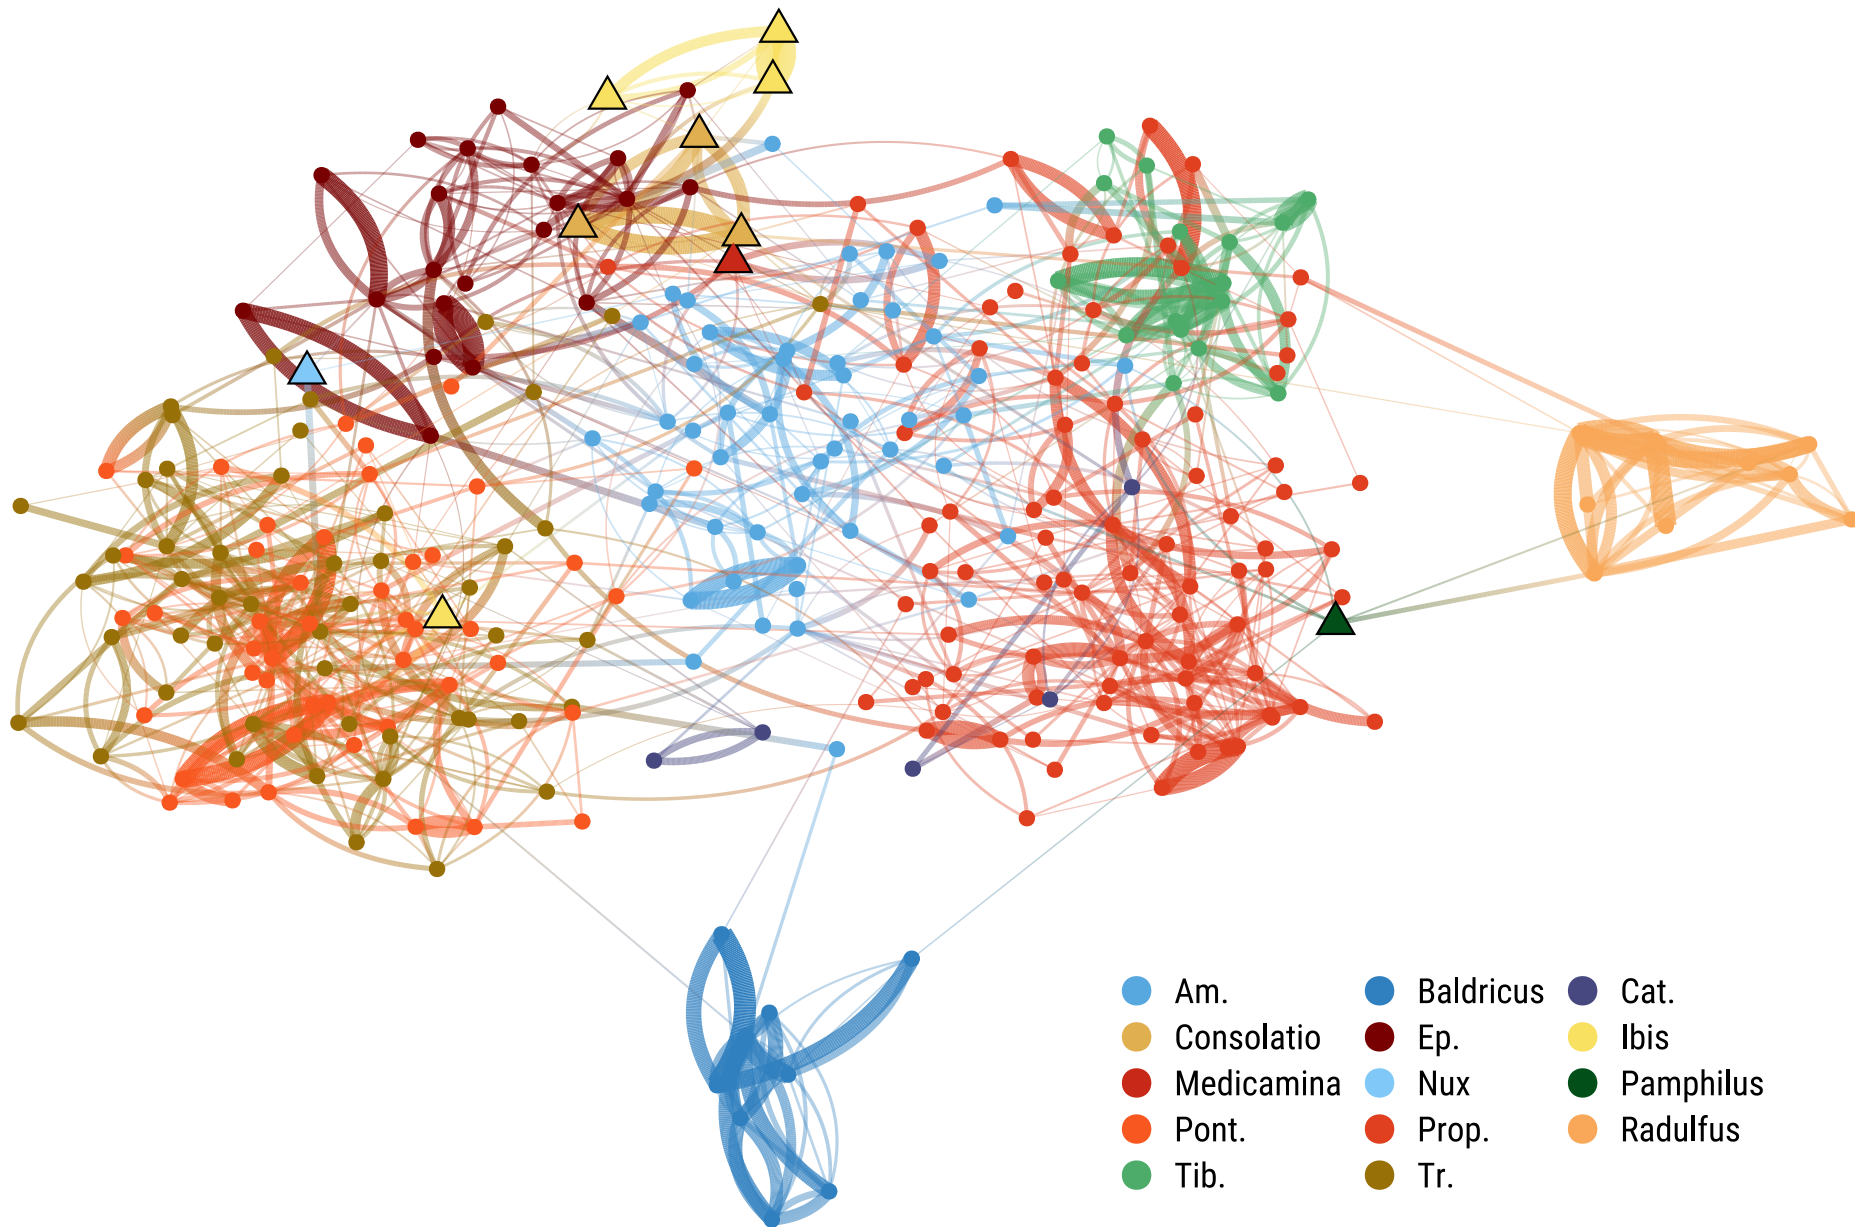 Am.
Baldricus
Cat.
Consolatio
Ep.
Ibis
Medicamina
Nux
Pamphilus
Pont.
Prop.
Radulfus
Tib.
Tr.